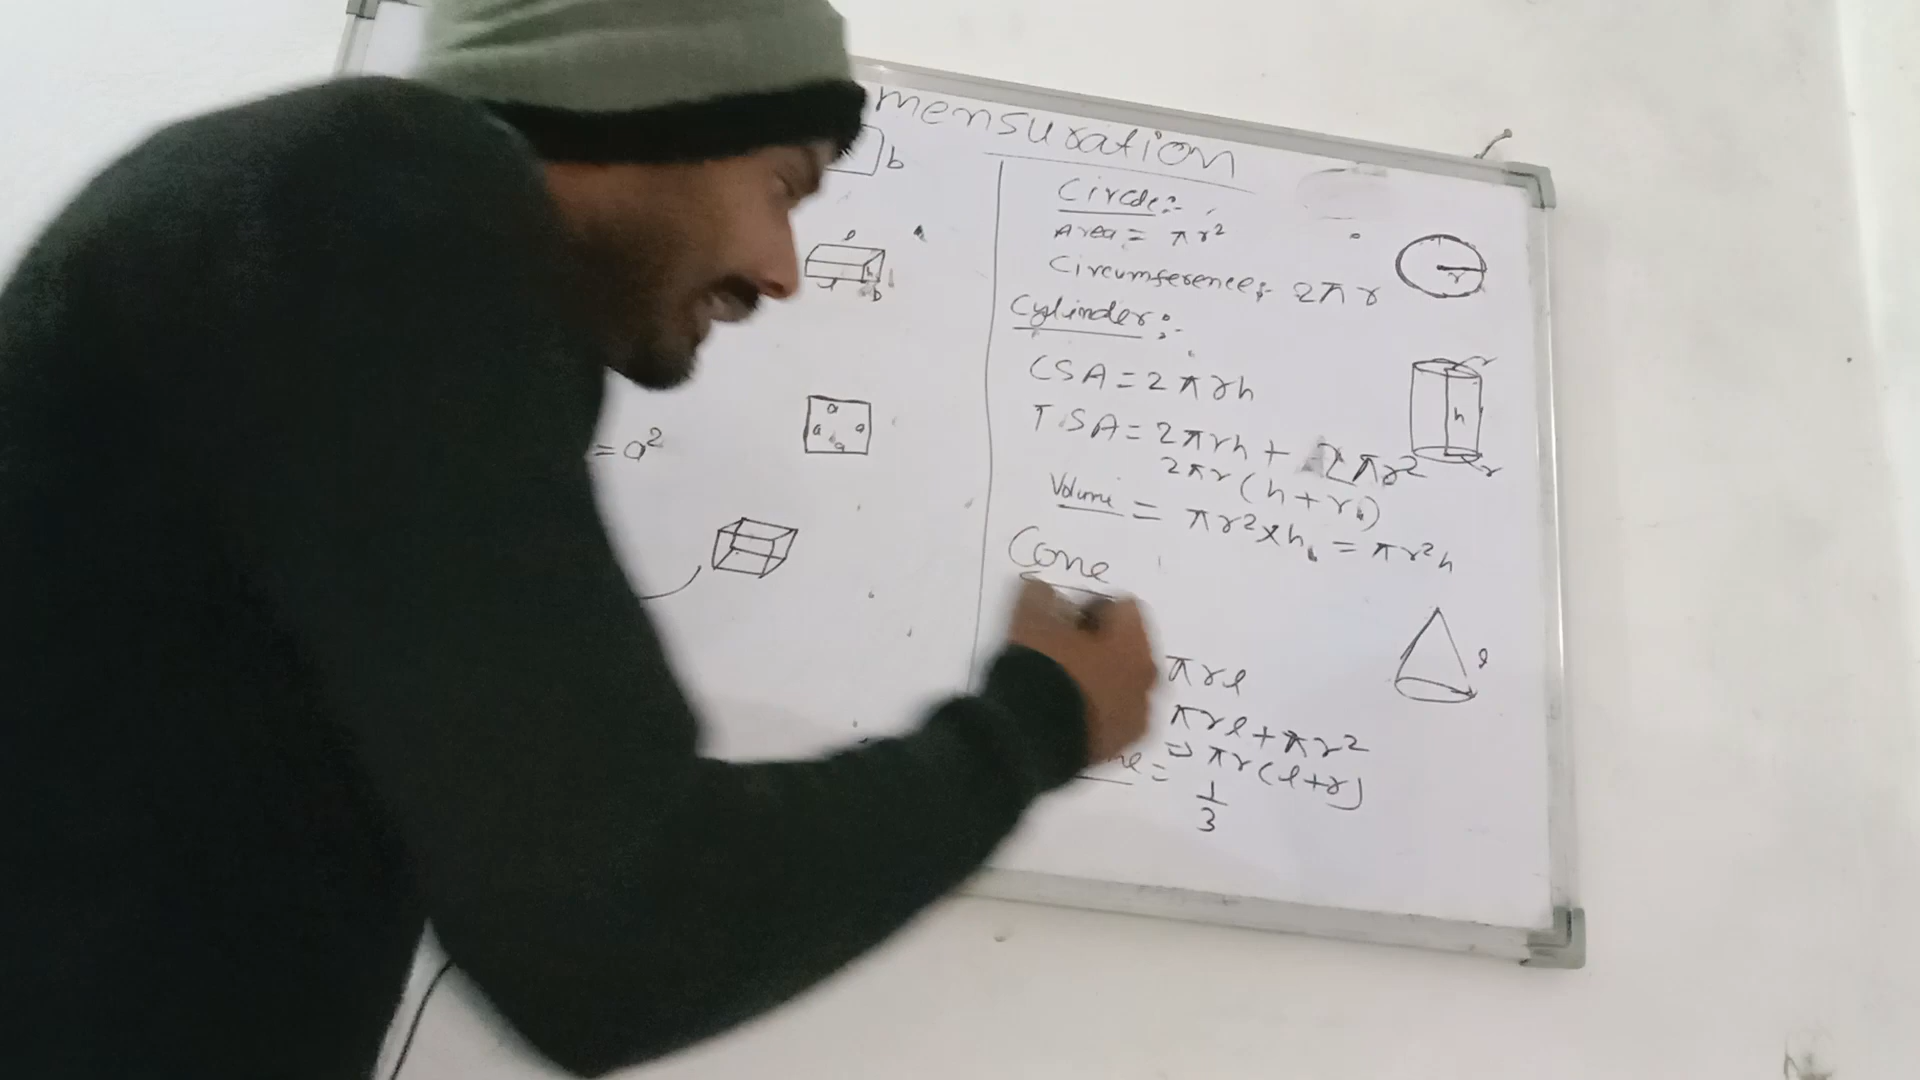 mensuration
b
l
h
l
b
a
a
a
a
= a²
Circle:-
Area = πr²
Circumference:- 2πr
r
Cylinder:-
CSA = 2πrh
TSA = 2πrh + 2πr²
2πr(h+r)
Volume = πr²×h = πr²h
r
h
r
Cone
πrl
πrl+πr²
⇒ πr(l+r)
l
me = 1/3